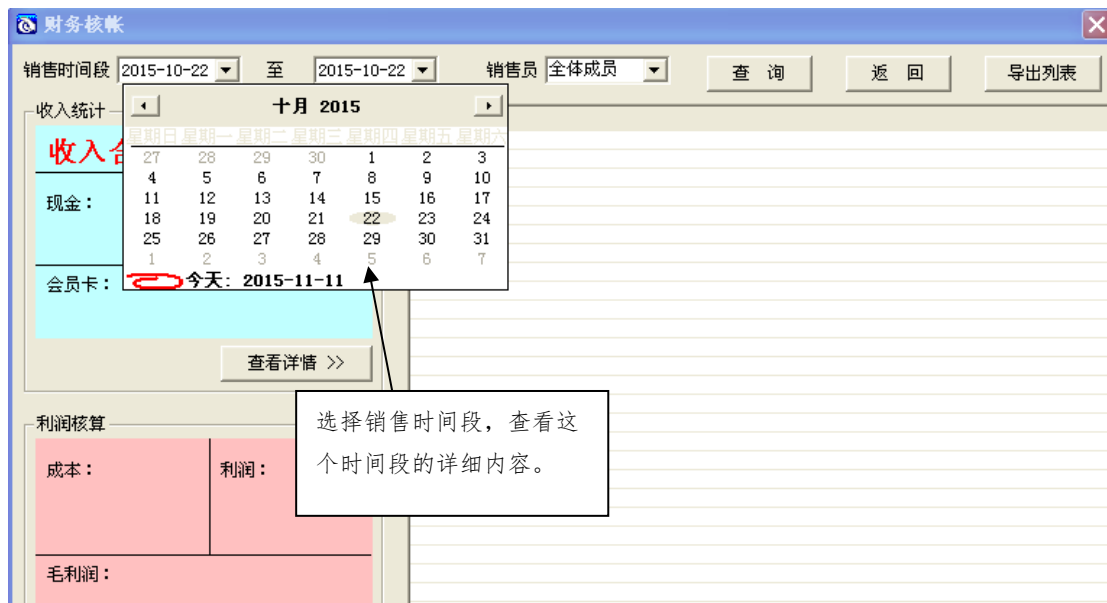 财务核帐
销售时间段 2015-10-22 至 2015-10-22 销售员 全体成员 查 询 返 回 导出列表
收入统计
十月 2015
星期日 星期一 星期二 星期三 星期四 星期五 星期六
收入合
27 28 29 30 1 2 3
4 5 6 7 8 9 10
现金：
11 12 13 14 15 16 17
18 19 20 21 22 23 24
25 26 27 28 29 30 31
1 2 3 4 5 6 7
会员卡：
今天: 2015-11-11
查看详情 >>
选择销售时间段，查看这
个时间段的详细内容。
利润核算
成本： 利润：
毛利润：